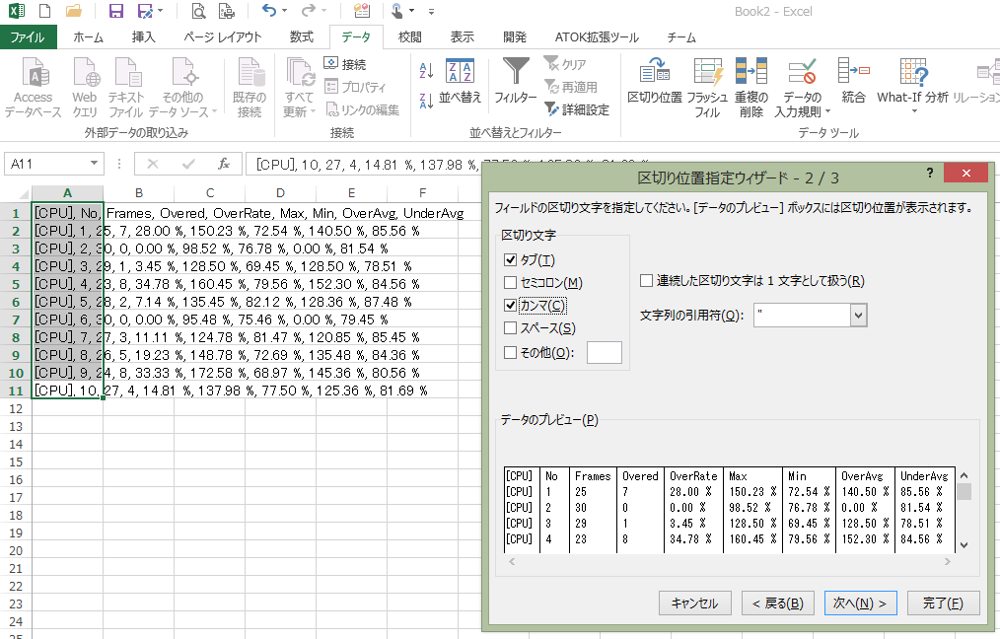 Book2 - Excel
ファイル ホーム 挿入 ページ レイアウト 数式 データ 校閲 表示 開発 ATOK拡張ツール チーム
Access データベース
Web クエリ
テキスト ファイル
その他の データ ソース
既存の 接続
すべて 更新
接続
プロパティ
リンクの編集
並べ替え
フィルター
クリア
再適用
詳細設定
区切り位置
フラッシュ フィル
重複の 削除
データの 入力規則
統合
What-If 分析
リレーション
外部データの取り込み 接続 並べ替えとフィルター データ ツール
A11 fx [CPU], 10, 27, 4, 14.81 %, 137.98 %,
A B C D E F
1 [CPU], No, Frames, Overed, OverRate, Max, Min, OverAvg, UnderAvg
2 [CPU], 1, 25, 7, 28.00 %, 150.23 %, 72.54 %, 140.50 %, 85.56 %
3 [CPU], 2, 30, 0, 0.00 %, 98.52 %, 76.78 %, 0.00 %, 81.54 %
4 [CPU], 3, 29, 1, 3.45 %, 128.50 %, 69.45 %, 128.50 %, 78.51 %
5 [CPU], 4, 23, 8, 34.78 %, 160.45 %, 79.56 %, 152.30 %, 84.56 %
6 [CPU], 5, 28, 2, 7.14 %, 135.45 %, 82.12 %, 128.36 %, 87.48 %
7 [CPU], 6, 30, 0, 0.00 %, 95.48 %, 75.46 %, 0.00 %, 79.45 %
8 [CPU], 7, 27, 3, 11.11 %, 124.78 %, 81.47 %, 120.85 %, 85.45 %
9 [CPU], 8, 26, 5, 19.23 %, 148.78 %, 72.69 %, 135.48 %, 84.36 %
10 [CPU], 9, 24, 8, 33.33 %, 172.58 %, 68.97 %, 145.36 %, 80.56 %
11 [CPU], 10, 27, 4, 14.81 %, 137.98 %, 77.50 %, 125.36 %, 81.69 %
12
13
14
15
16
17
18
19
20
21
22
23
24
25
区切り位置指定ウィザード - 2 / 3
? ×
フィールドの区切り文字を指定してください。[データのプレビュー] ボックスには区切り位置が表示されます。
区切り文字
タブ(T)
セミコロン(M)
カンマ(C)
スペース(S)
その他(O):
連続した区切り文字は 1 文字として扱う(R)
文字列の引用符(Q): "
データのプレビュー(P)
[CPU] No Frames Overed OverRate Max Min OverAvg UnderAvg
[CPU] 1 25 7 28.00 % 150.23 % 72.54 % 140.50 % 85.56 %
[CPU] 2 30 0 0.00 % 98.52 % 76.78 % 0.00 % 81.54 %
[CPU] 3 29 1 3.45 % 128.50 % 69.45 % 128.50 % 78.51 %
[CPU] 4 23 8 34.78 % 160.45 % 79.56 % 152.30 % 84.56 %
キャンセル < 戻る(B) 次へ(N) > 完了(F)